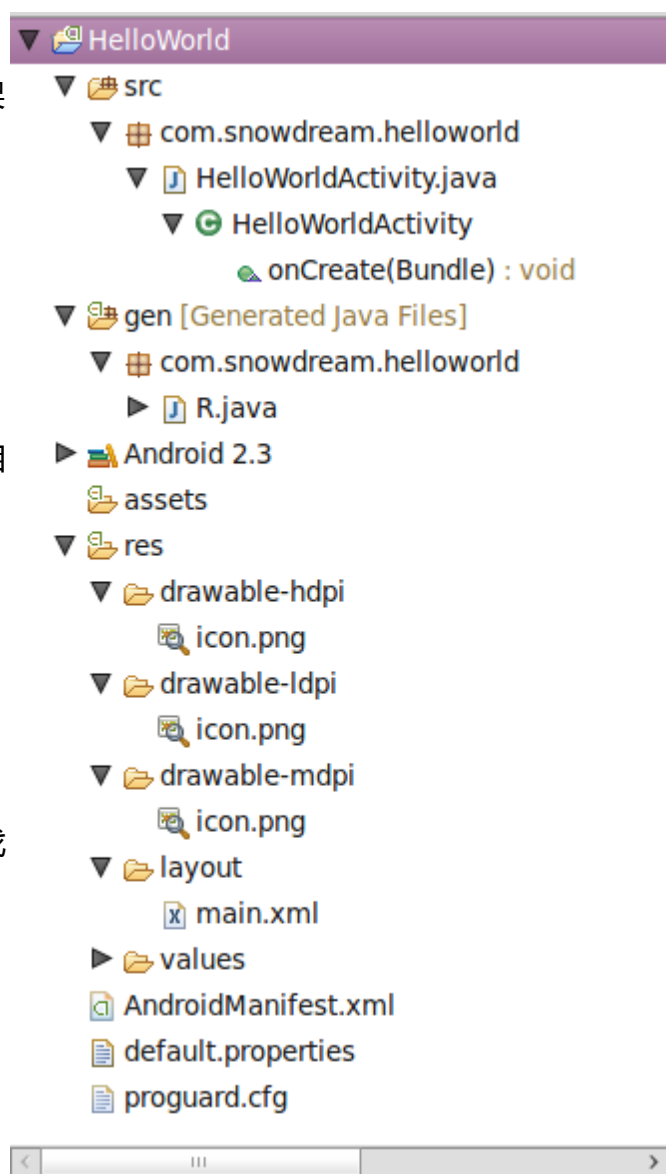 HelloWorld
src
com.snowdream.helloworld
HelloWorldActivity.java
HelloWorldActivity
onCreate(Bundle) : void
gen [Generated Java Files]
com.snowdream.helloworld
R.java
Android 2.3
assets
res
drawable-hdpi
icon.png
drawable-ldpi
icon.png
drawable-mdpi
icon.png
layout
main.xml
values
AndroidManifest.xml
default.properties
proguard.cfg